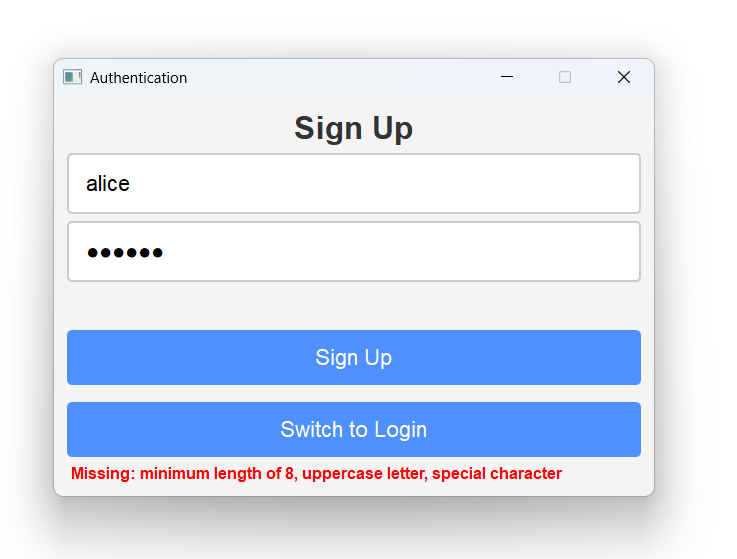 Authentication
Sign Up
alice
●●●●●●
Sign Up
Switch to Login
Missing: minimum length of 8, uppercase letter, special character